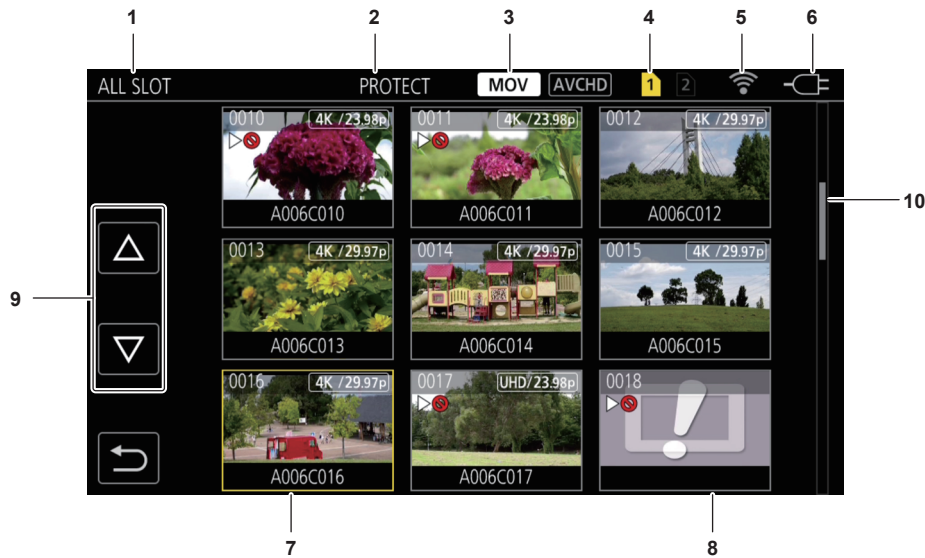 1 2 3 4 5 6
ALL SLOT PROTECT MOV AVCHD 1 2
0010 4K /23.98p 0011 4K /23.98p 0012 4K /29.97p
A006C010 A006C011 A006C012
10
0013 4K /29.97p 0014 4K /29.97p 0015 4K /29.97p
9
A006C013 A006C014 A006C015
0016 4K /29.97p 0017 UHD/23.98p 0018
A006C016 A006C017
7 8